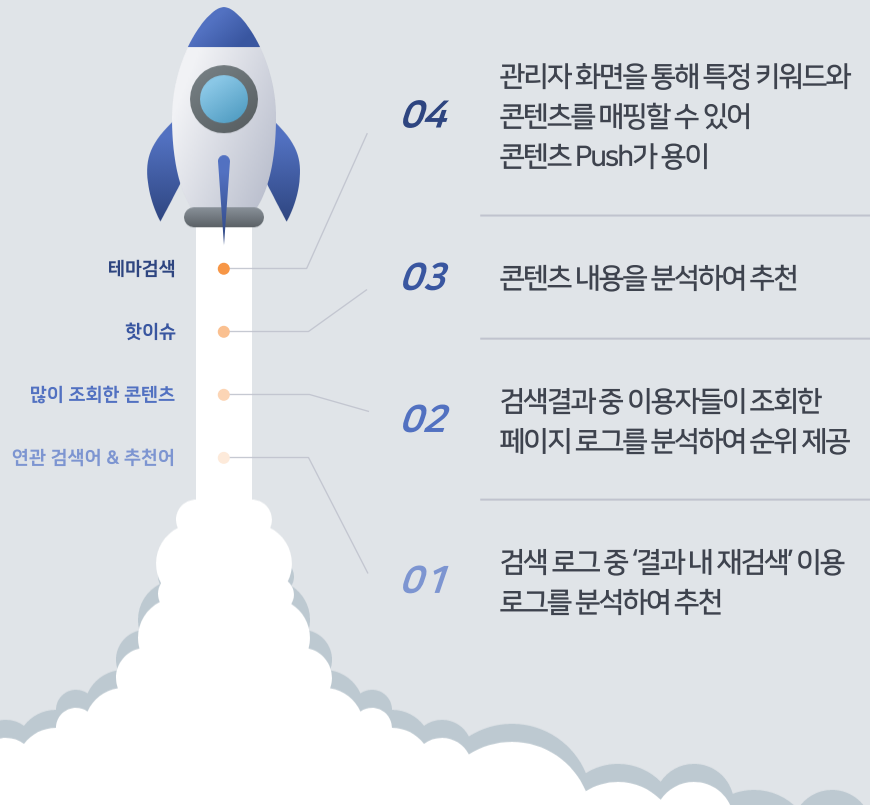 04
관리자 화면을 통해 특정 키워드와
콘텐츠를 매핑할 수 있어
콘텐츠 Push가 용이
테마검색
03
콘텐츠 내용을 분석하여 추천
핫이슈
02
검색결과 중 이용자들이 조회한
페이지 로그를 분석하여 순위 제공
많이 조회한 콘텐츠
01
검색 로그 중 ‘결과 내 재검색’ 이용
로그를 분석하여 추천
연관 검색어 & 추천어